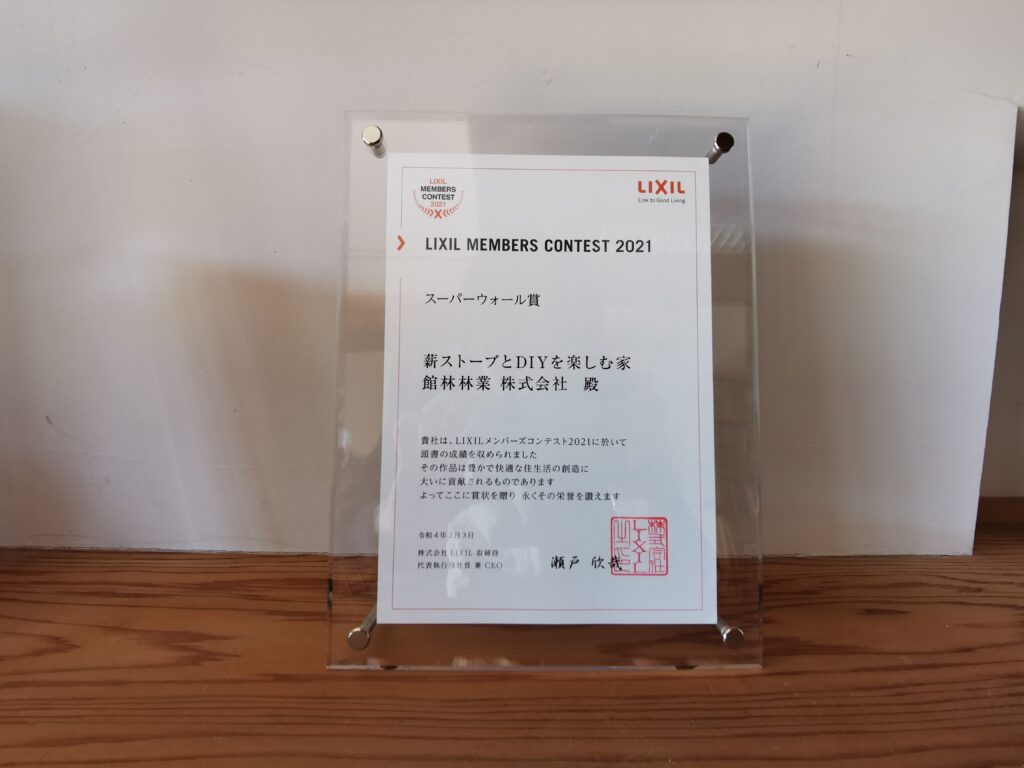 LIXIL
MEMBERS
CONTEST
2021
LIXIL
Link to Good Living
LIXIL MEMBERS CONTEST 2021
スーパーウォール賞
薪ストーブとDIYを楽しむ家
館林林業 株式会社 殿
貴社は、LIXILメンバーズコンテスト2021に於いて
頭書の成績を収められました
その作品は豊かで快適な住生活の創造に
大いに貢献されるものであります
よってここに賞状を贈り 永くその栄誉を讃えます
令和4年2月3日
株式会社 LIXIL 取締役
代表執行役社長 兼 CEO
瀬戸 欣哉
株式会社
LIXIL
之印